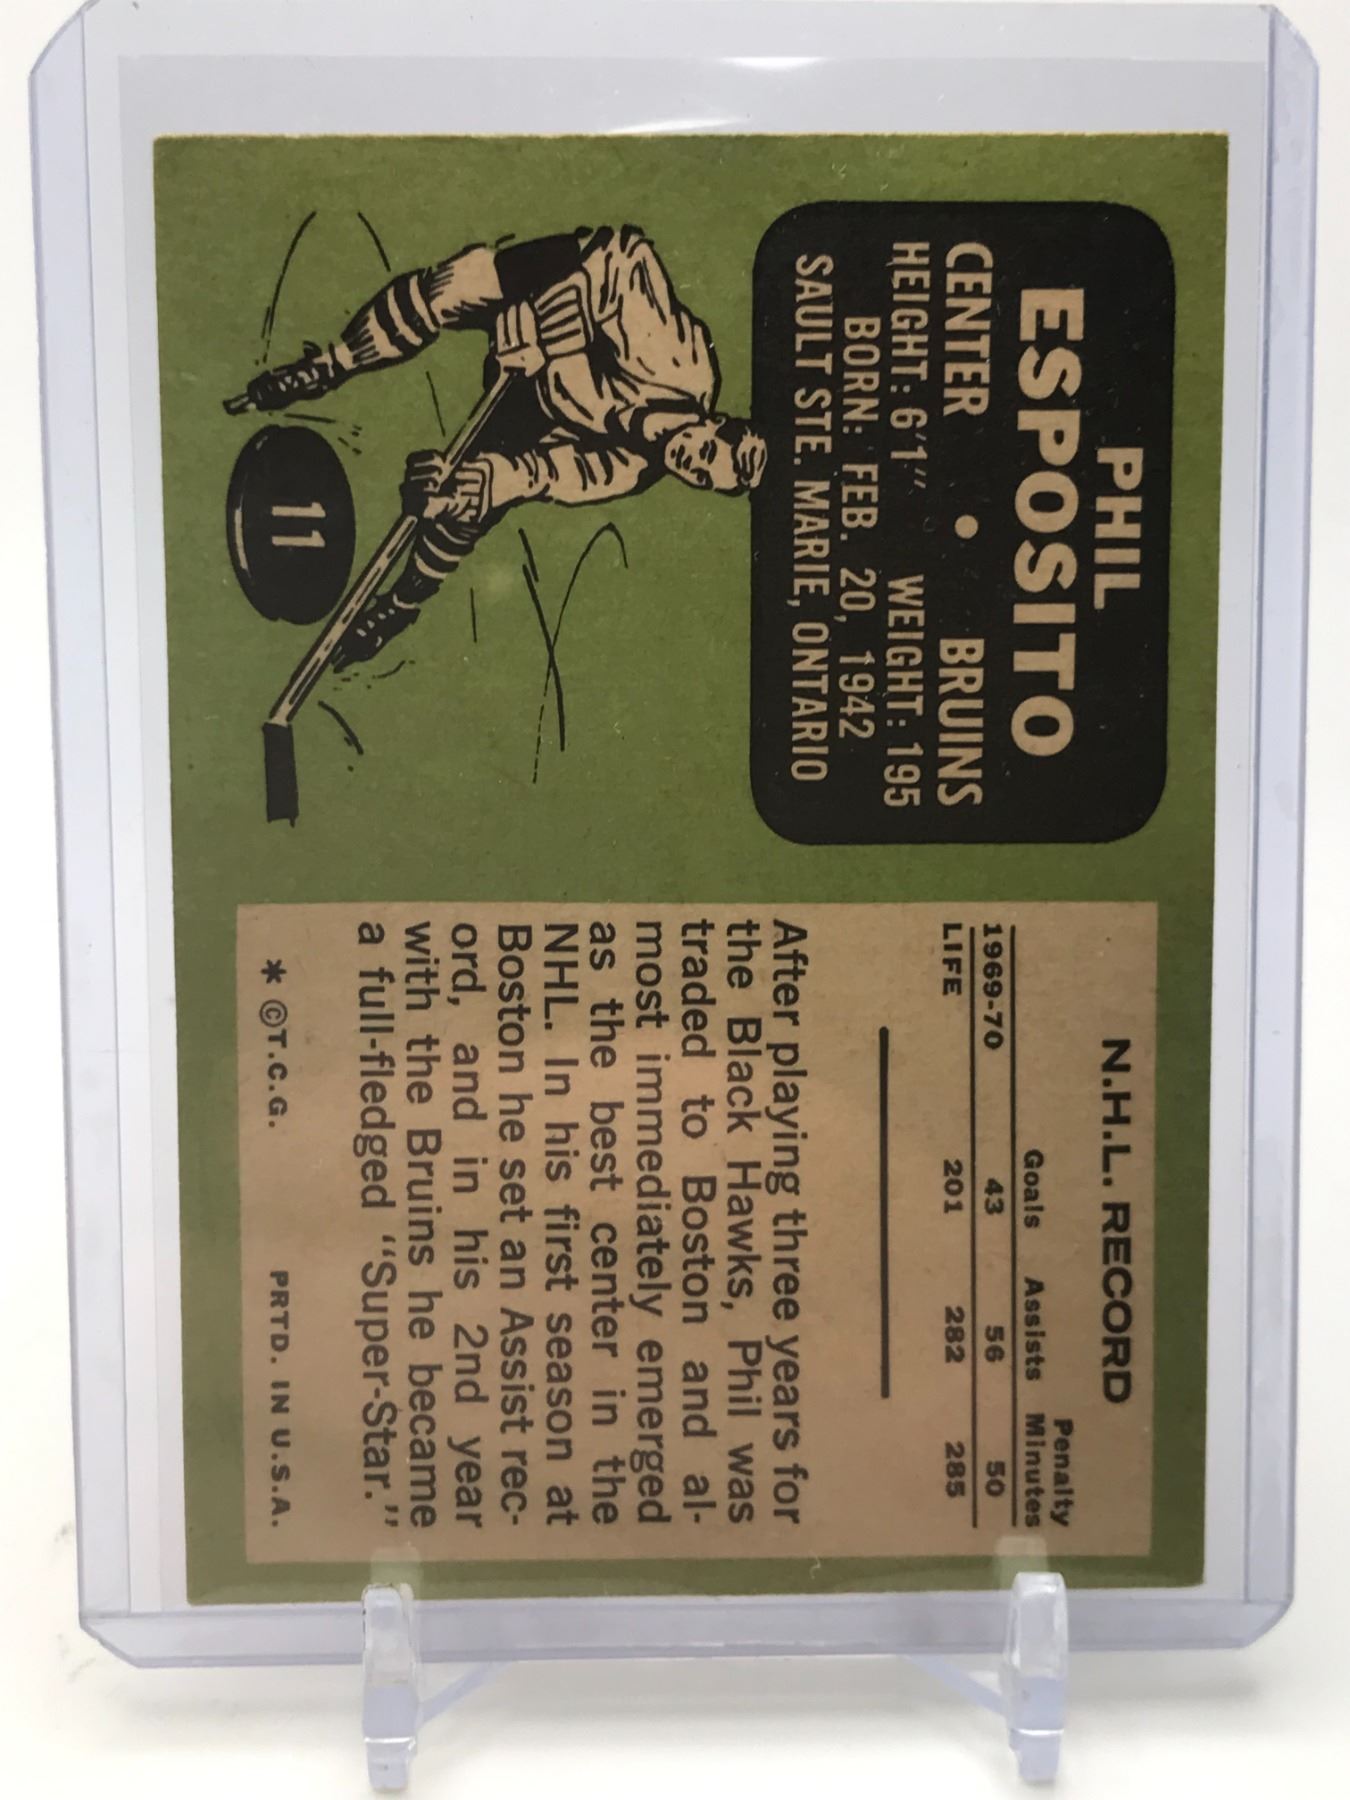 PHIL
ESPOSITO
CENTER • BRUINS
HEIGHT: 6'1" WEIGHT: 195
BORN: FEB. 20, 1942
SAULT STE. MARIE, ONTARIO
11
N.H.L. RECORD
Penalty
Goals Assists Minutes
1969-70 43 56 50
LIFE 201 282 285
After playing three years for
the Black Hawks, Phil was
traded to Boston and al-
most immediately emerged
as the best center in the
NHL. In his first season at
Boston he set an Assist rec-
ord, and in his 2nd year
with the Bruins he became
a full-fledged "Super-Star."
* ©T.C.G. PRTD. IN U.S.A.